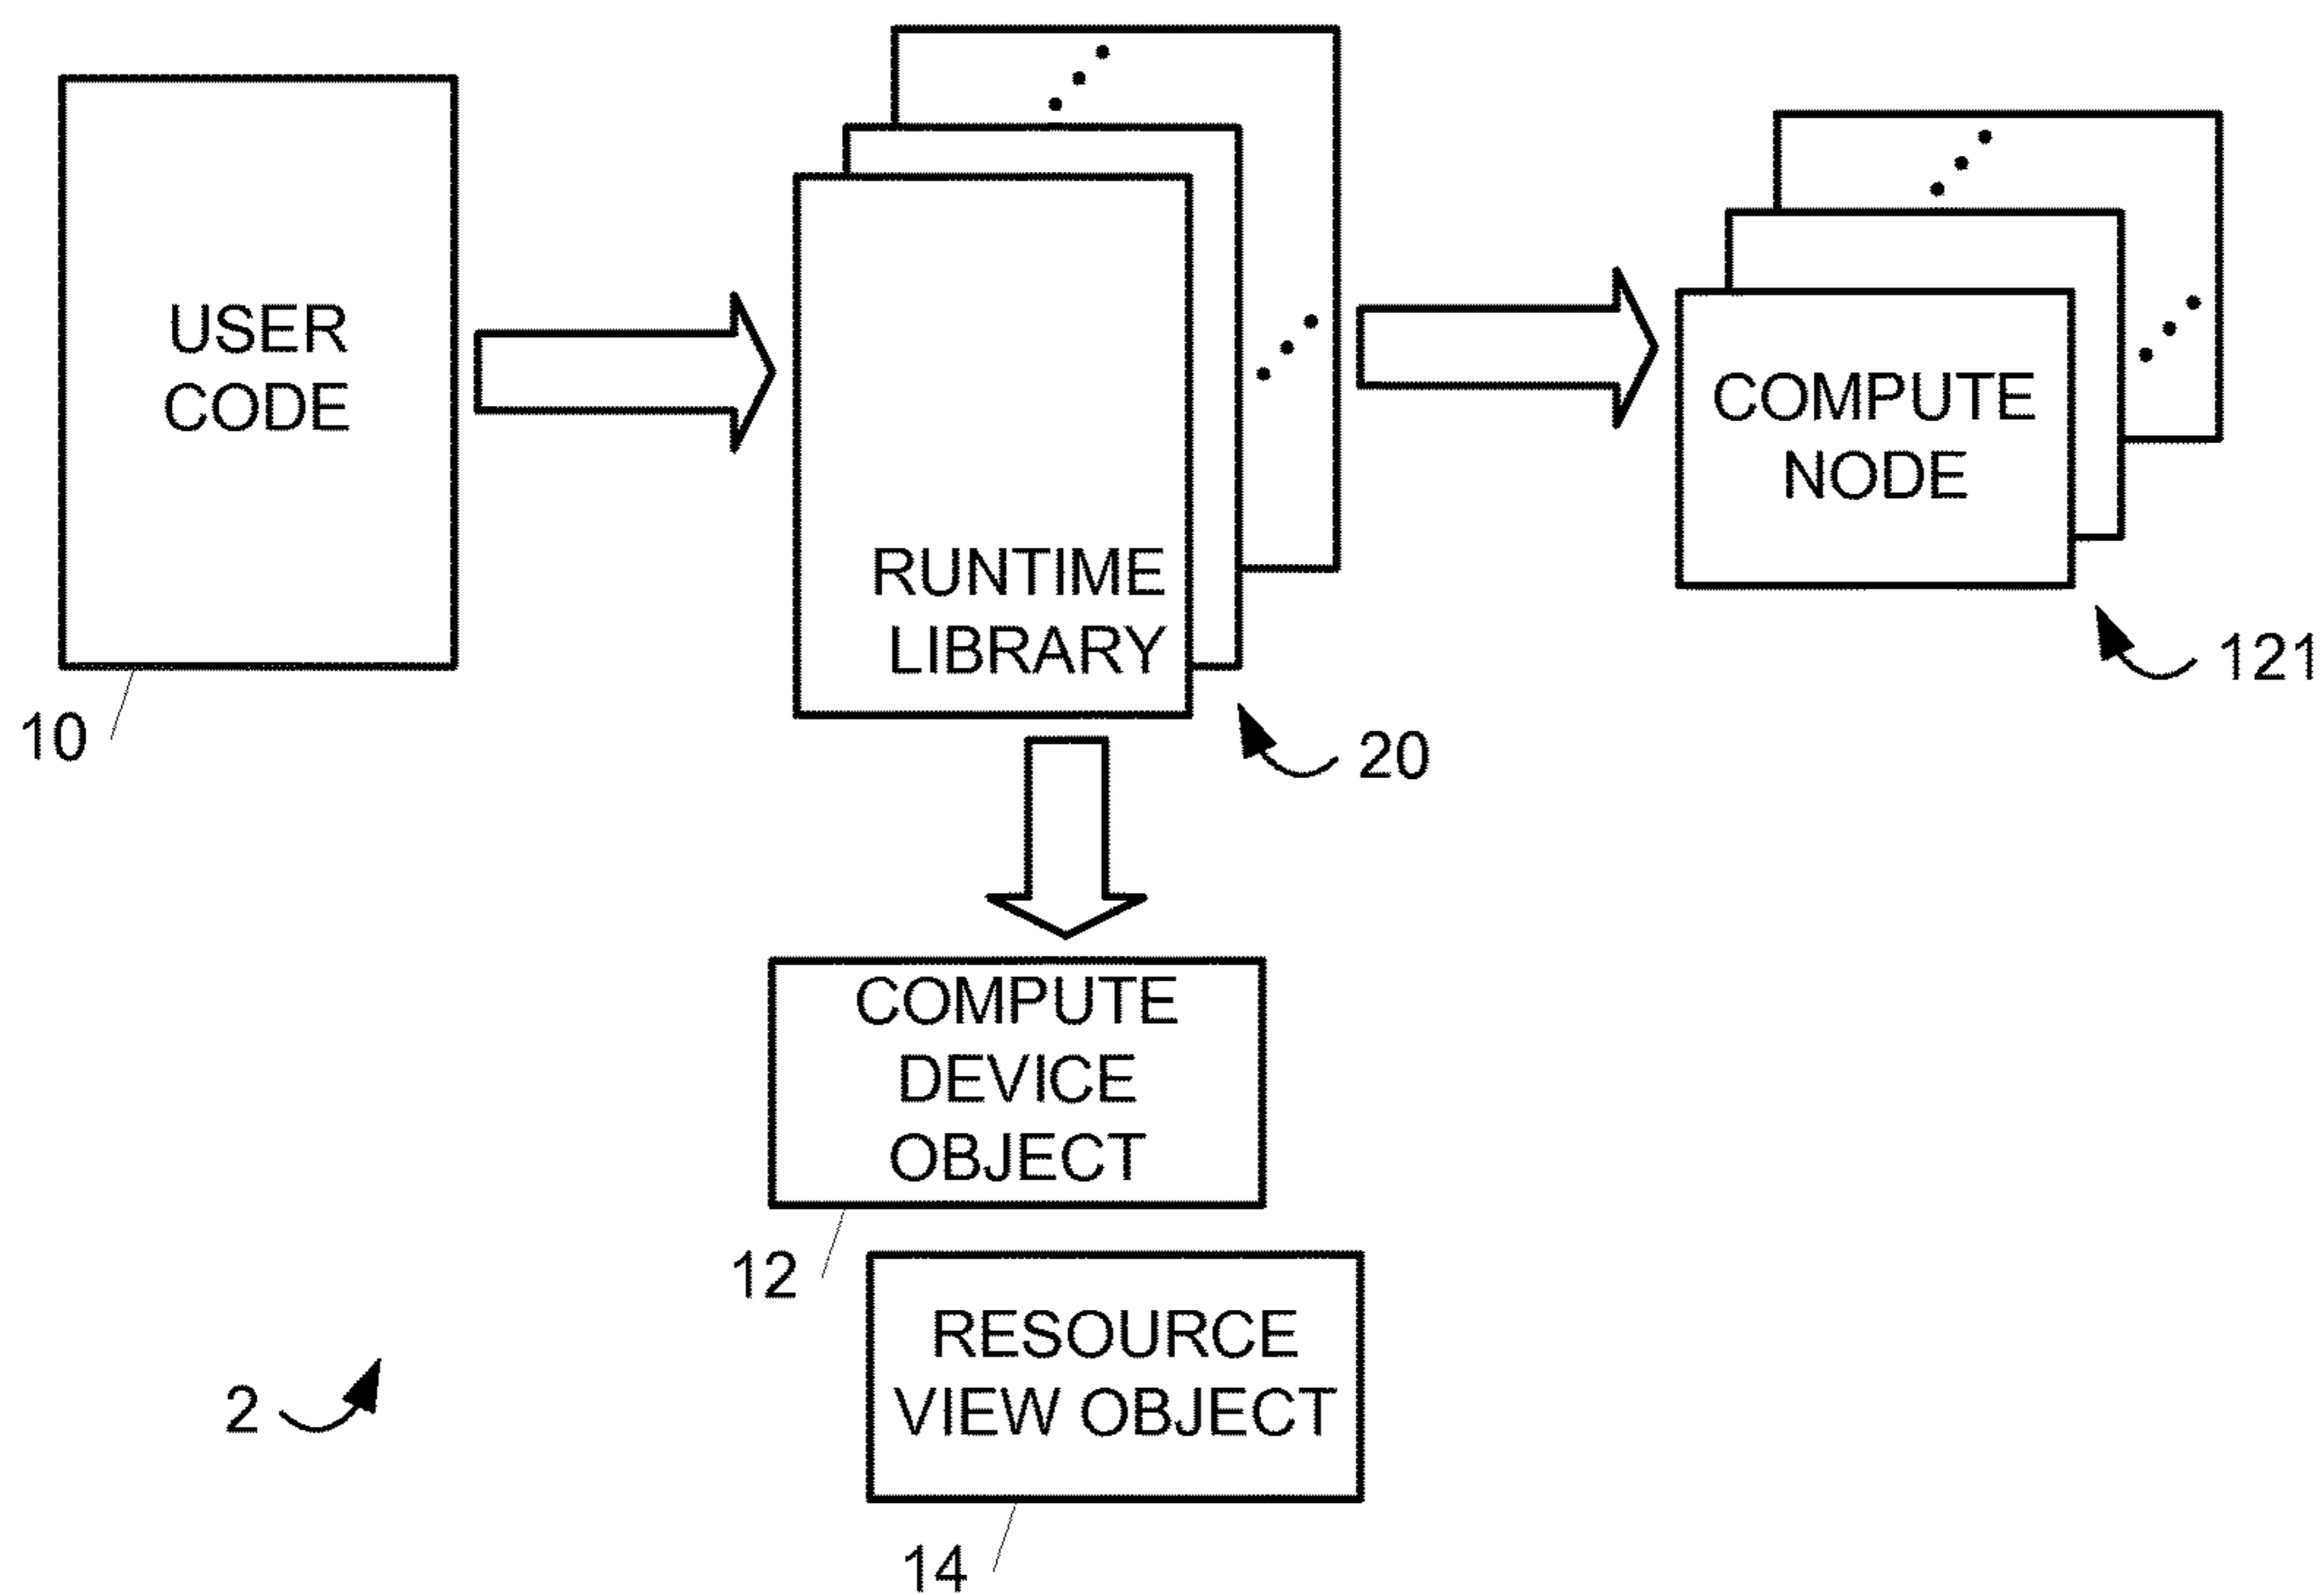 USER
CODE
10
RUNTIME
LIBRARY
20
COMPUTE
NODE
121
COMPUTE
DEVICE
OBJECT
12
RESOURCE
VIEW OBJECT
14
2